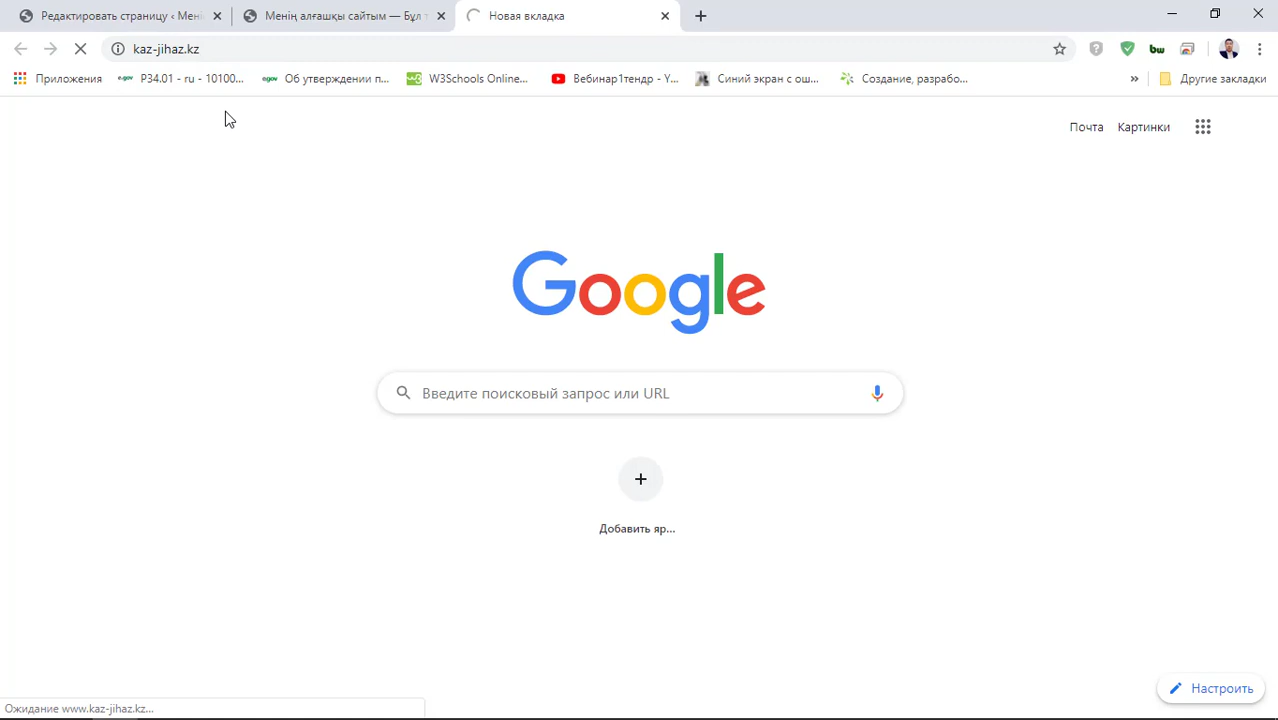 Редактировать страницу ‹ Мені
Менің алғашқы сайтым — Бұл т
Новая вкладка
kaz-jihaz.kz
Приложения
P34.01 - ru - 10100...
Об утверждении п...
W3Schools Online...
Вебинар1тендр - Y...
Синий экран с ош...
Создание, разрабо...
»
Другие закладки
Почта
Картинки
Google
Введите поисковый запрос или URL
Добавить яр...
Настроить
Ожидание www.kaz-jihaz.kz...